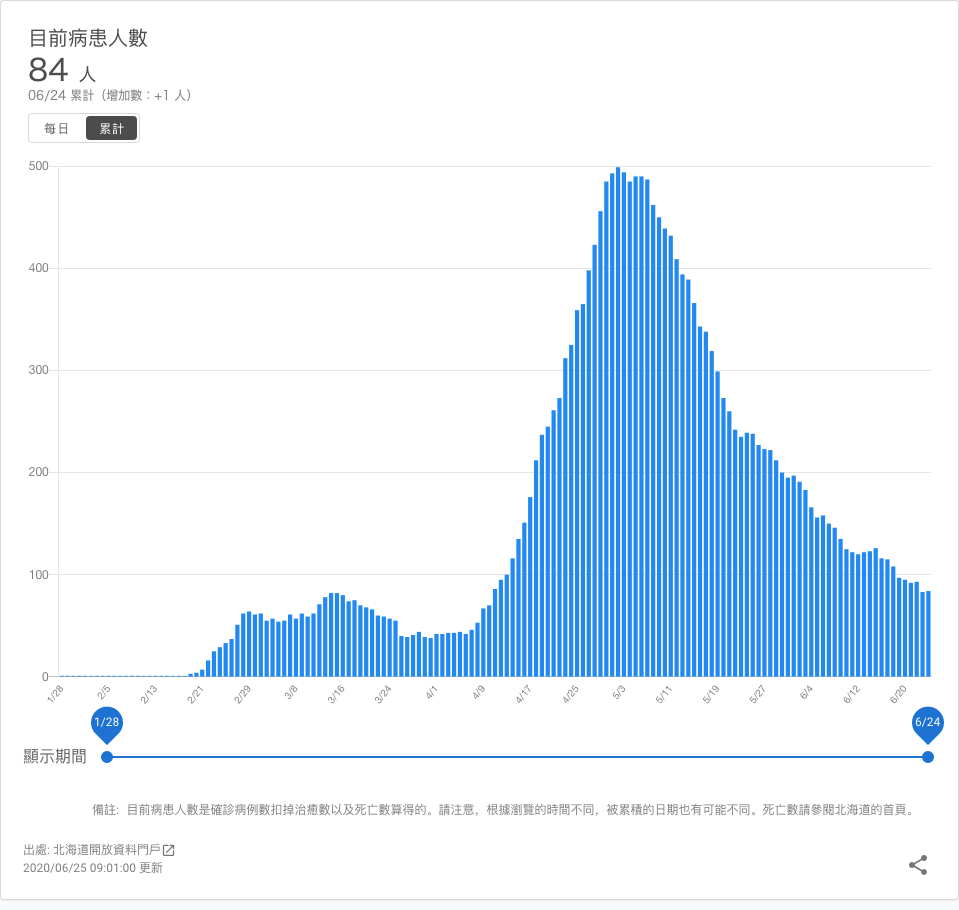 目前病患人數
84 人
06/24 累計（增加數：+1 人）
每日 累計
500
400
300
200
100
0
1/28 2/5 2/13 2/21 2/29 3/8 3/16 3/24 4/1 4/9 4/17 4/25 5/3 5/11 5/19 5/27 6/4 6/12 6/20
1/28 6/24
顯示期間
備註: 目前病患人數是確診病例數扣掉治癒數以及死亡數算得的。請注意，根據瀏覽的時間不同，被累積的日期也有可能不同。死亡數請參閱北海道的首頁。
出處: 北海道開放資料門戶
2020/06/25 09:01:00 更新